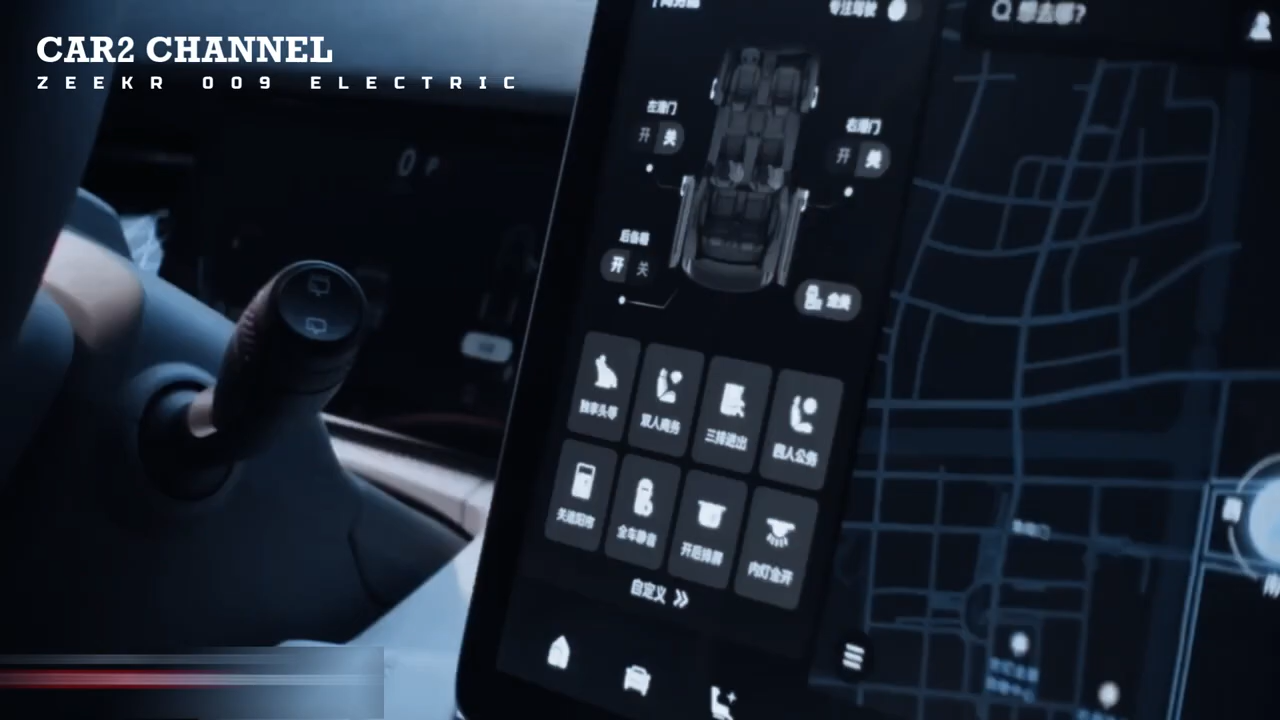 CAR2 CHANNEL
ZEEKR 009 ELECTRIC
专注驾驶
想去哪?
左滑门
开 关
右滑门
开 关
0 P
后备箱
开 关
全关
独享头等
双人商务
三排进出
四人公务
关遮阳帘
全车静音
开后排屏
内灯全开
自定义